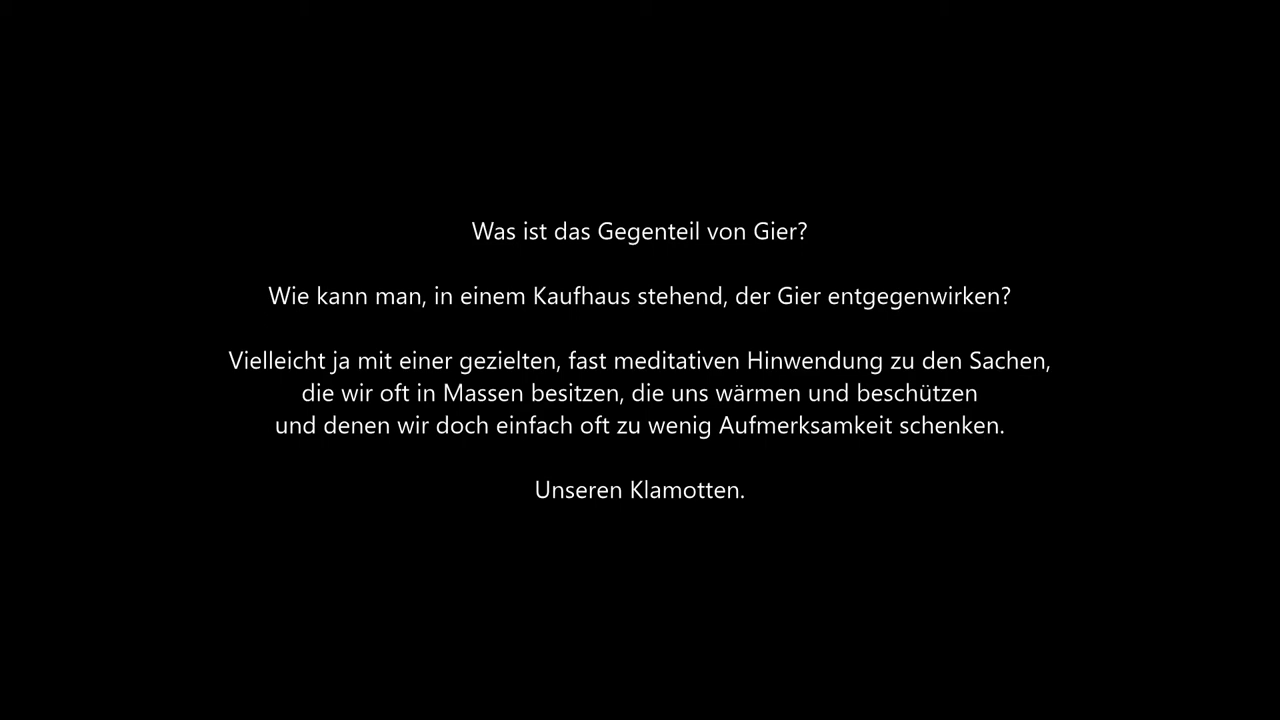 Was ist das Gegenteil von Gier?
Wie kann man, in einem Kaufhaus stehend, der Gier entgegenwirken?
Vielleicht ja mit einer gezielten, fast meditativen Hinwendung zu den Sachen,
die wir oft in Massen besitzen, die uns wärmen und beschützen
und denen wir doch einfach oft zu wenig Aufmerksamkeit schenken.
Unseren Klamotten.